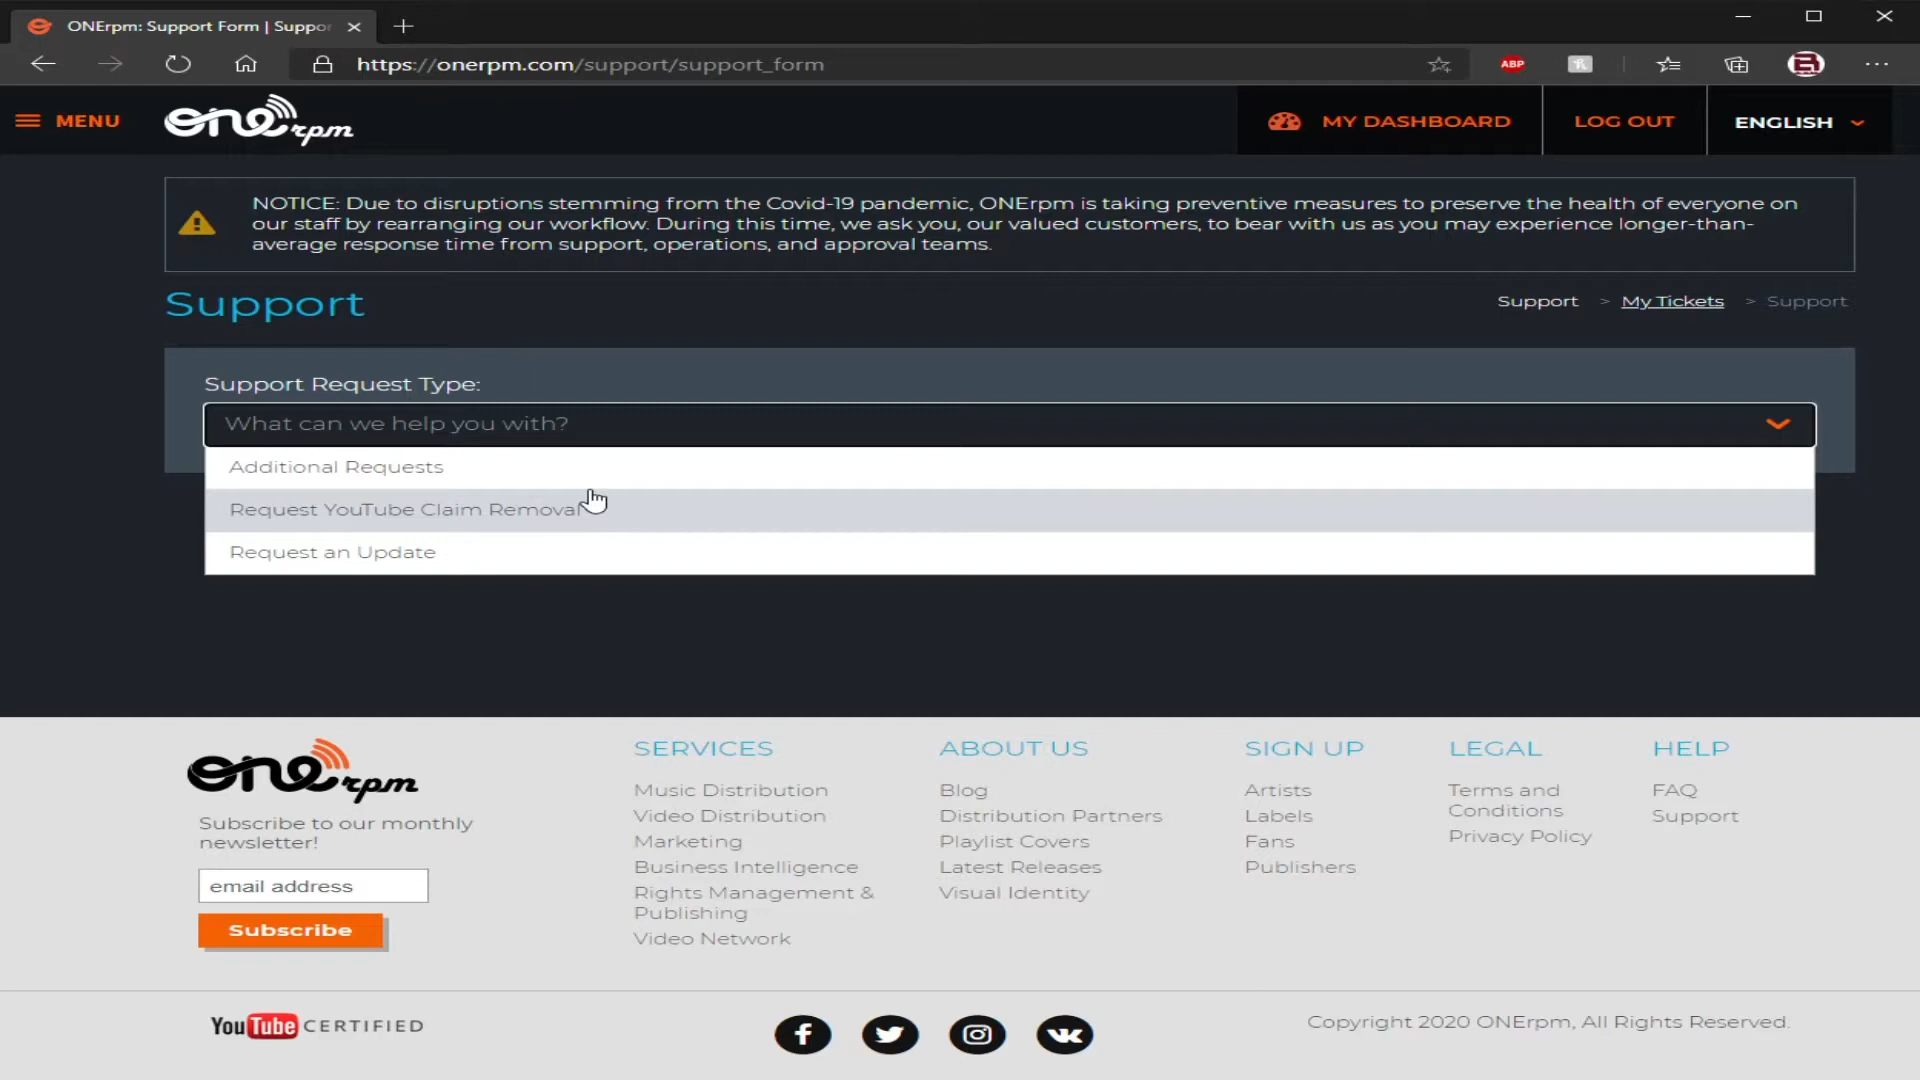 ONErpm: Support Form | Suppor
https://onerpm.com/support/support_form
ABP
MENU
one rpm
MY DASHBOARD
LOG OUT
ENGLISH
NOTICE: Due to disruptions stemming from the Covid-19 pandemic, ONErpm is taking preventive measures to preserve the health of everyone on
our staff by rearranging our workflow. During this time, we ask you, our valued customers, to bear with us as you may experience longer-than-
average response time from support, operations, and approval teams.
Support
Support > My Tickets > Support
Support Request Type:
What can we help you with?
Additional Requests
Request YouTube Claim Removal
Request an Update
one rpm
Subscribe to our monthly
newsletter!
email address
Subscribe
SERVICES
Music Distribution
Video Distribution
Marketing
Business Intelligence
Rights Management &
Publishing
Video Network
ABOUT US
Blog
Distribution Partners
Playlist Covers
Latest Releases
Visual Identity
SIGN UP
Artists
Labels
Fans
Publishers
LEGAL
Terms and
Conditions
Privacy Policy
HELP
FAQ
Support
YouTube CERTIFIED
Copyright 2020 ONErpm, All Rights Reserved.